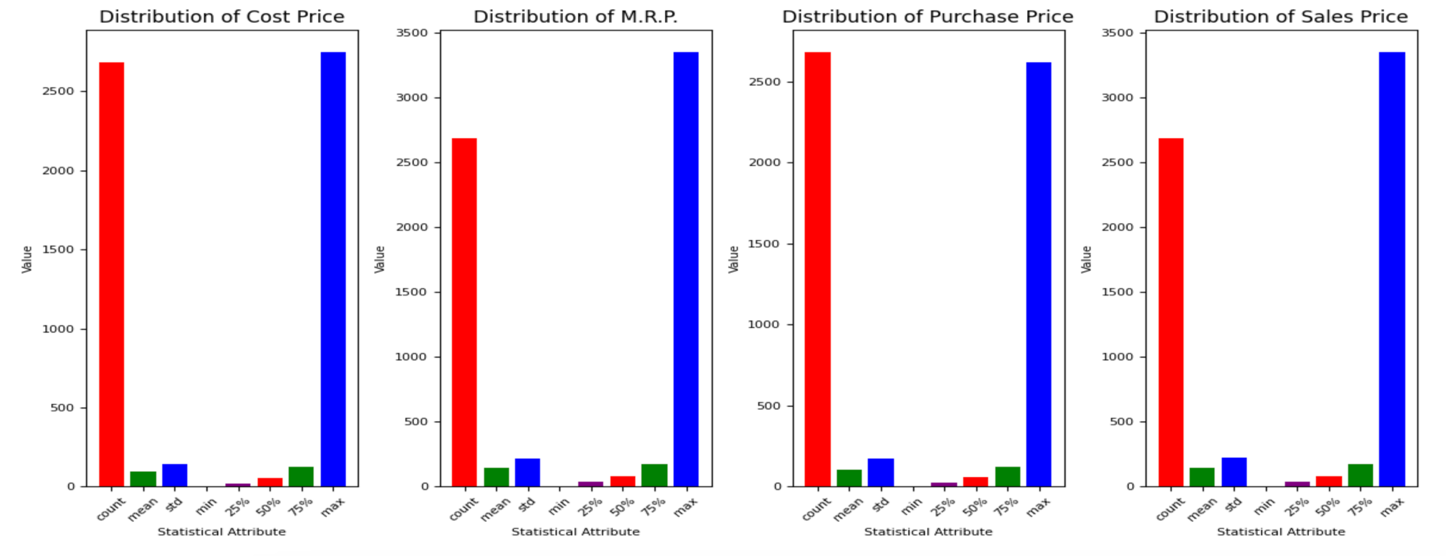 Distribution of Cost Price
Value
2500
2000
1500
1000
500
0
count mean std min 25% 50% 75% max
Statistical Attribute
Distribution of M.R.P.
Value
3500
3000
2500
2000
1500
1000
500
0
count mean std min 25% 50% 75% max
Statistical Attribute
Distribution of Purchase Price
Value
2500
2000
1500
1000
500
0
count mean std min 25% 50% 75% max
Statistical Attribute
Distribution of Sales Price
Value
3500
3000
2500
2000
1500
1000
500
0
count mean std min 25% 50% 75% max
Statistical Attribute